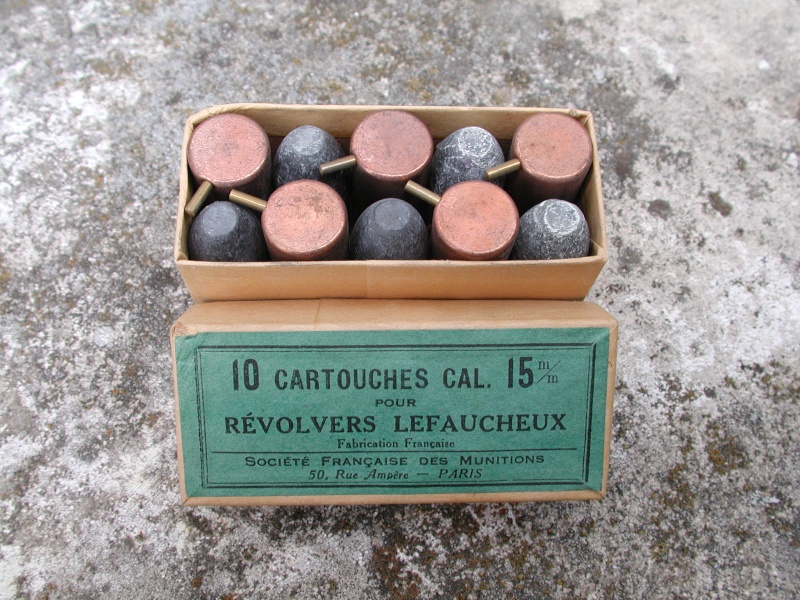 10 CARTOUCHES CAL. 15 m/m
POUR
RÉVOLVERS LEFAUCHEUX
Fabrication Française
SOCIÉTÉ FRANÇAISE DES MUNITIONS
50, Rue Ampère — PARIS